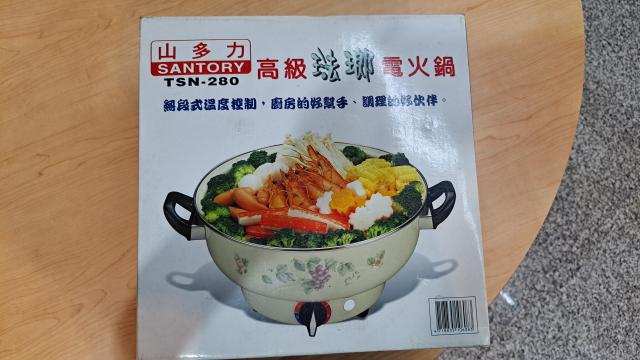 山多力
SANTORY
TSN-280
高級琺瑯電火鍋
無段式溫度控制，廚房的好幫手、調理的好伙伴。